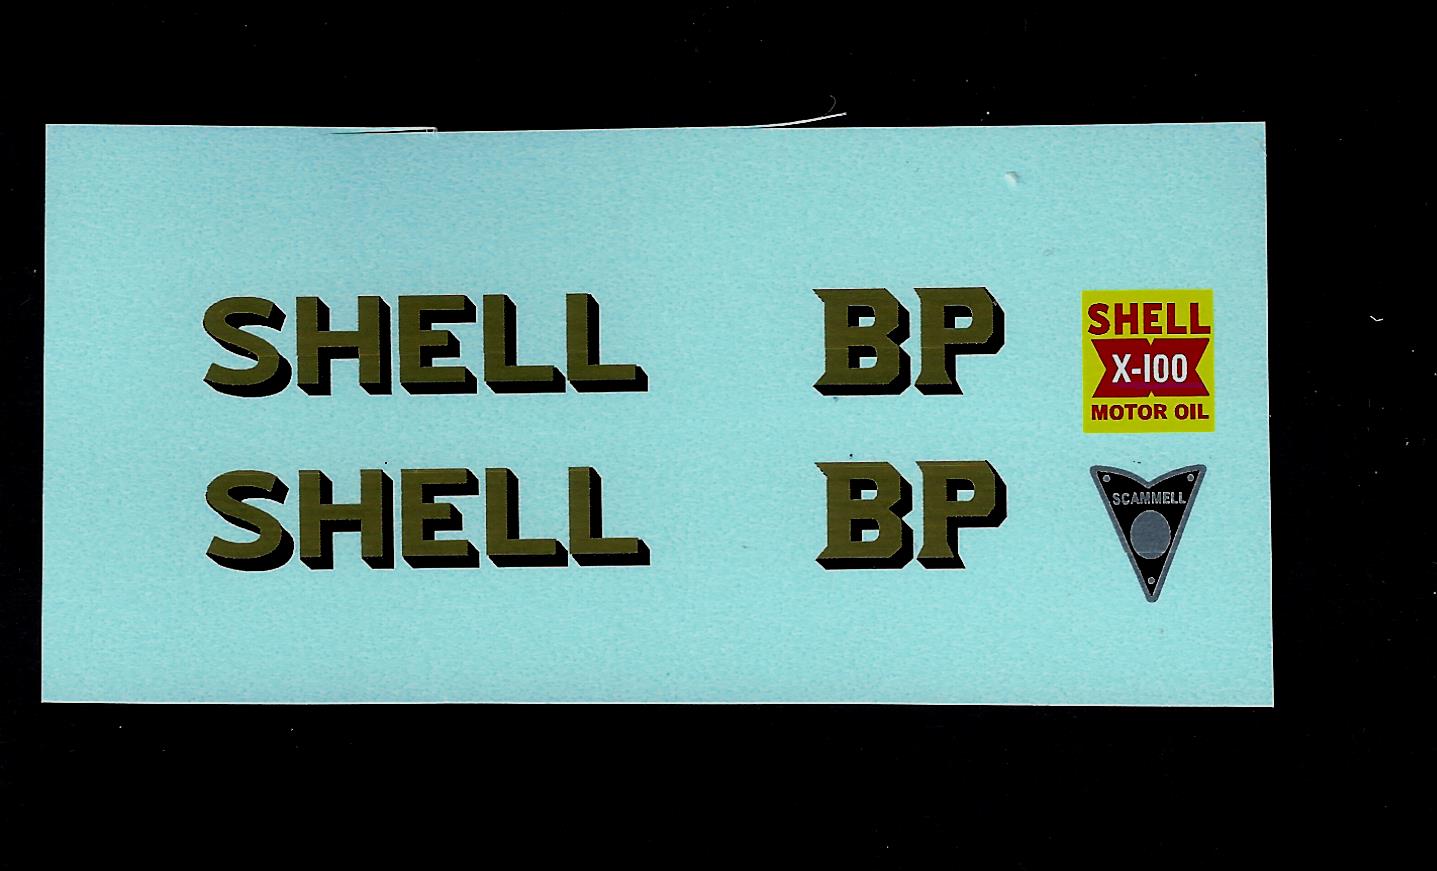 SHELL BP
SHELL
X-100
MOTOR OIL
SHELL BP
SCAMMELL